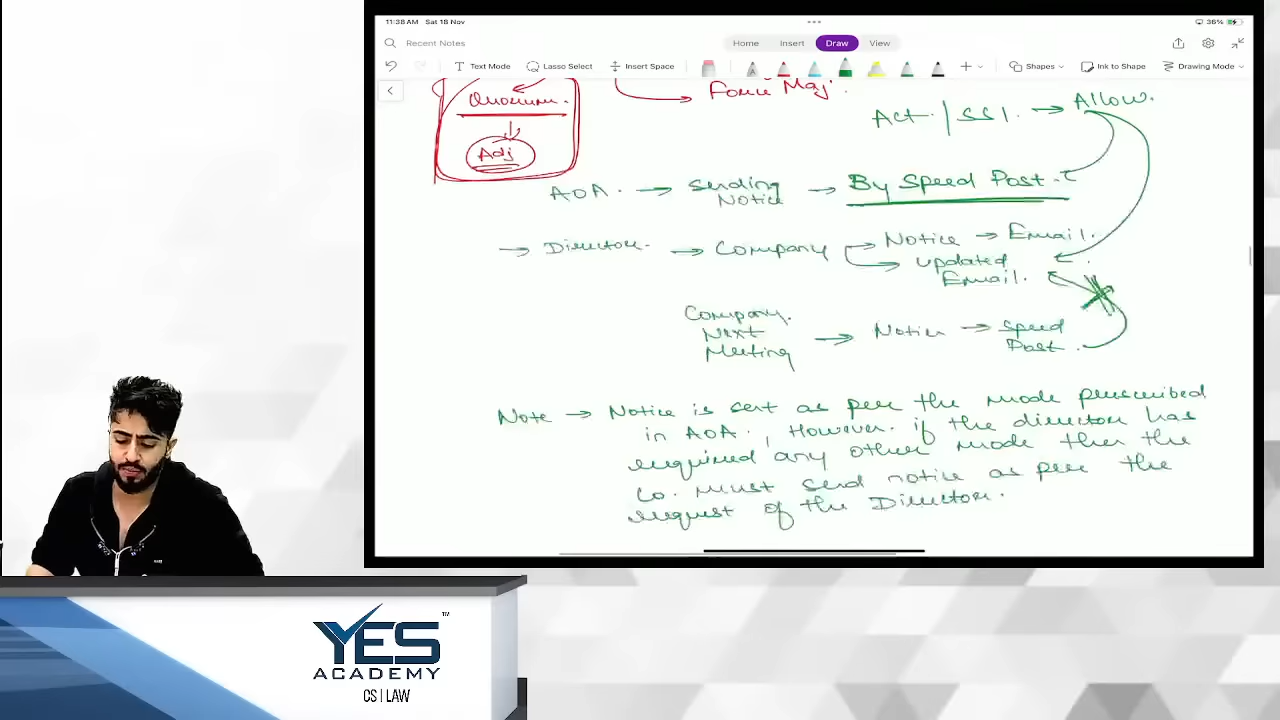 11:38 AM Sat 18 Nov
36%
Recent Notes
Home Insert Draw View
Text Mode Lasso Select Insert Space
Shapes Ink to Shape Drawing Mode
Quorum.
Adj
Force Maj.
Act. / SS1. → Allow.
AOA. → Sending Notice → By Speed Post.
→ Director. → Company → Notice → Email.
→ updated Email.
Company. Next Meeting → Notice → Speed Post.
Note → Notice is sent as per the mode prescribed
in AOA., However. if the director has
required any other mode then the
Co. must send notice as per the
request of the Director.
YES™
ACADEMY
CS | LAW